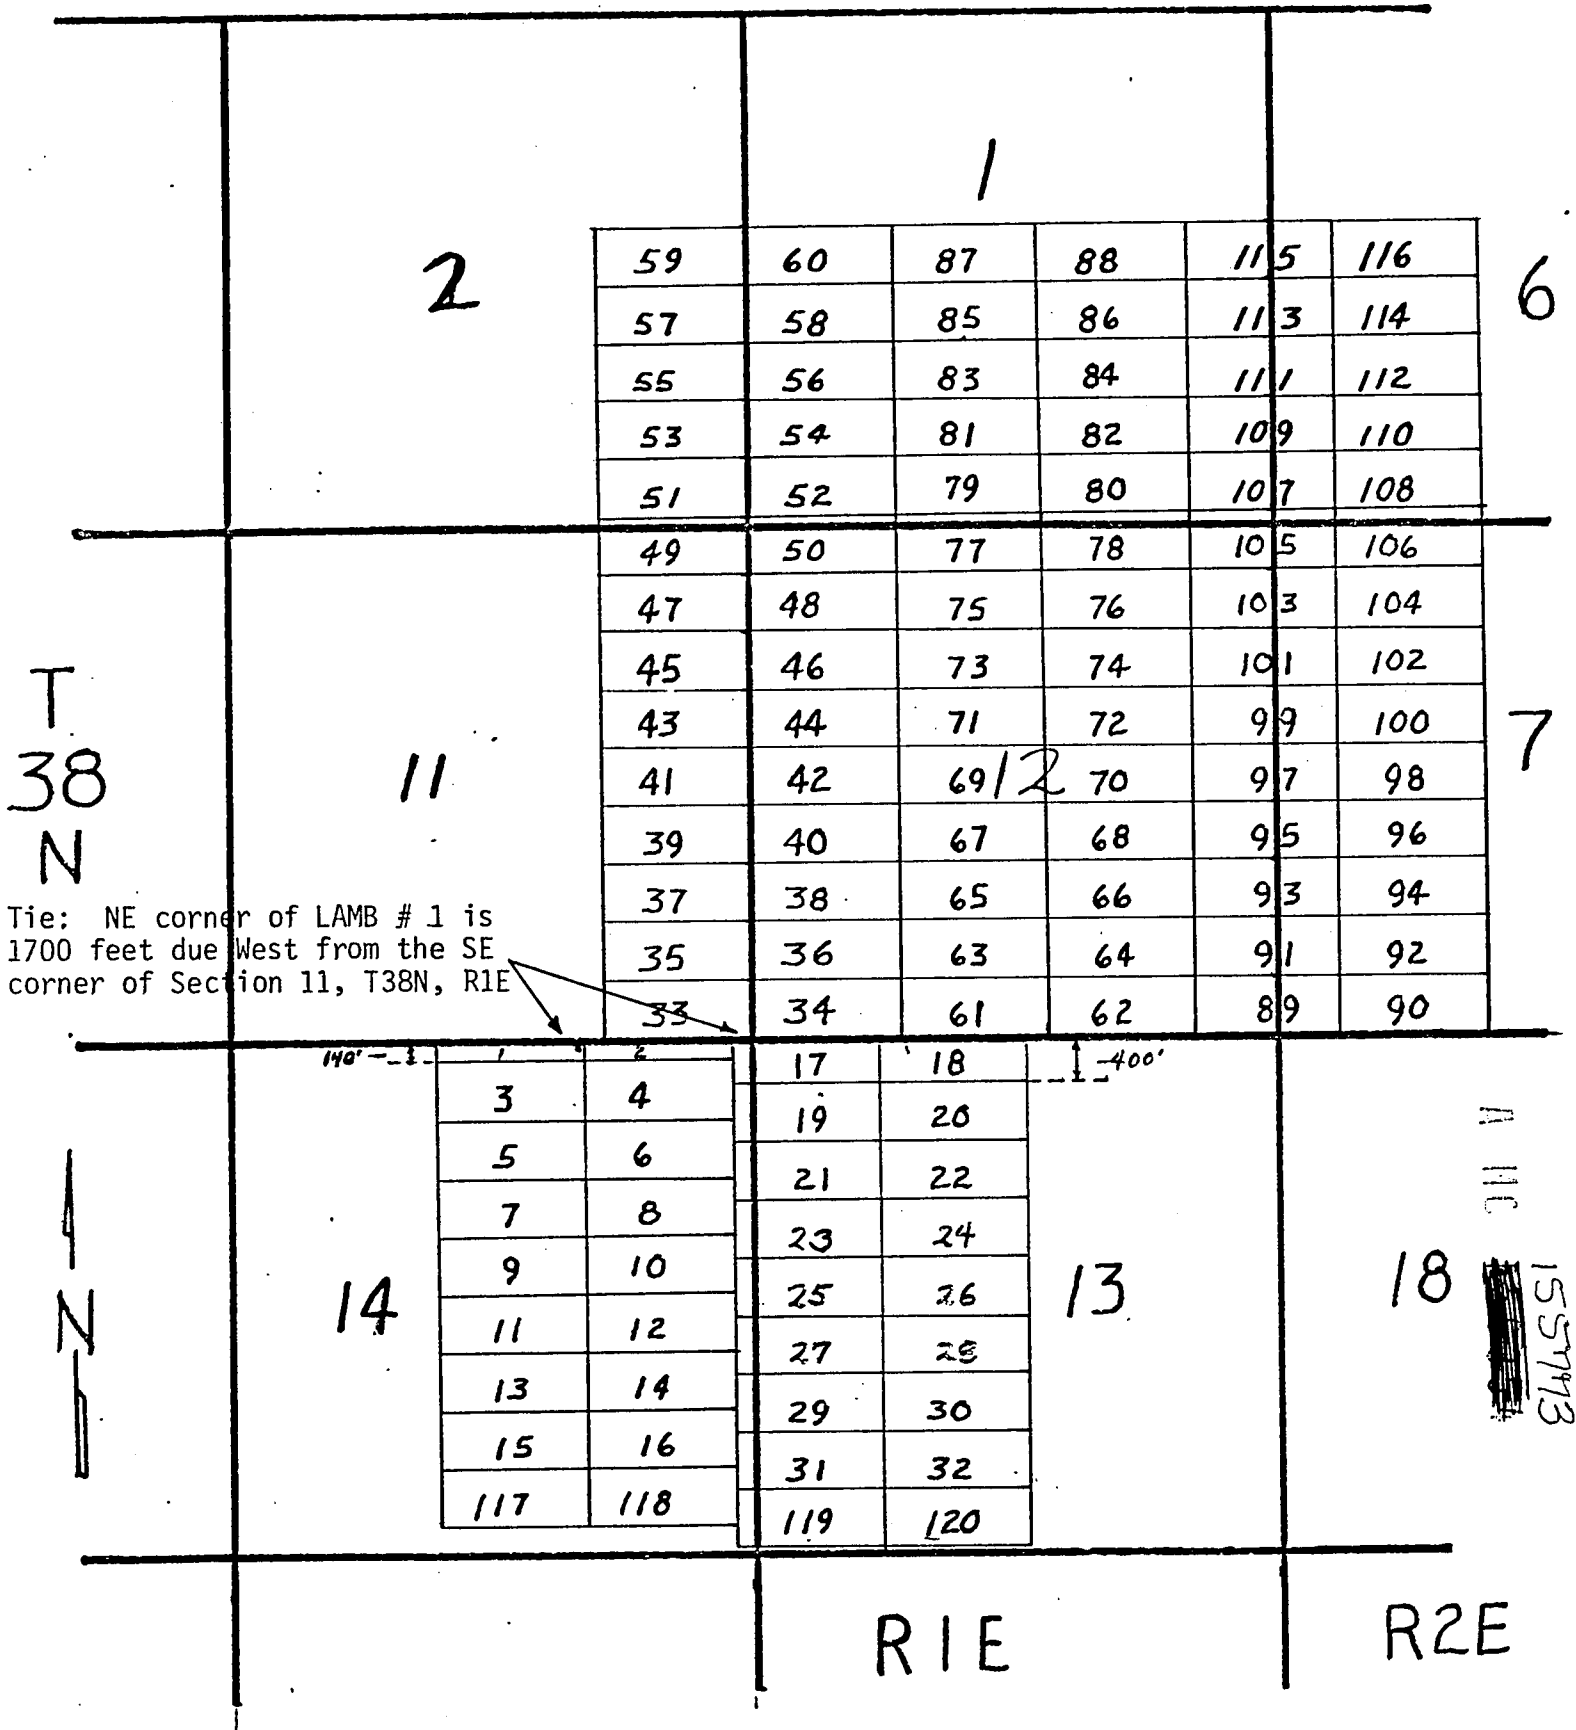 1
2
59 60 87 88 115 116
6
57 58 85 86 113 114
55 56 83 84 111 112
53 54 81 82 109 110
51 52 79 80 107 108
49 50 77 78 105 106
47 48 75 76 103 104
45 46 73 74 101 102
T
38
N
43 44 71 72 99 100
7
11
41 42 69 12 70 97 98
39 40 67 68 95 96
37 38 65 66 93 94
Tie: NE corner of LAMB # 1 is
1700 feet due West from the SE
corner of Section 11, T38N, R1E
35 36 63 64 91 92
33 34 61 62 89 90
140' 1 2 17 18 400'
3 4 19 20
5 6 21 22
7 8 23 24
9 10 25 26
N
14
13
18
11 12 27 28
13 14 29 30
15 16 31 32
117 118 119 120
A MC
R1E
R2E